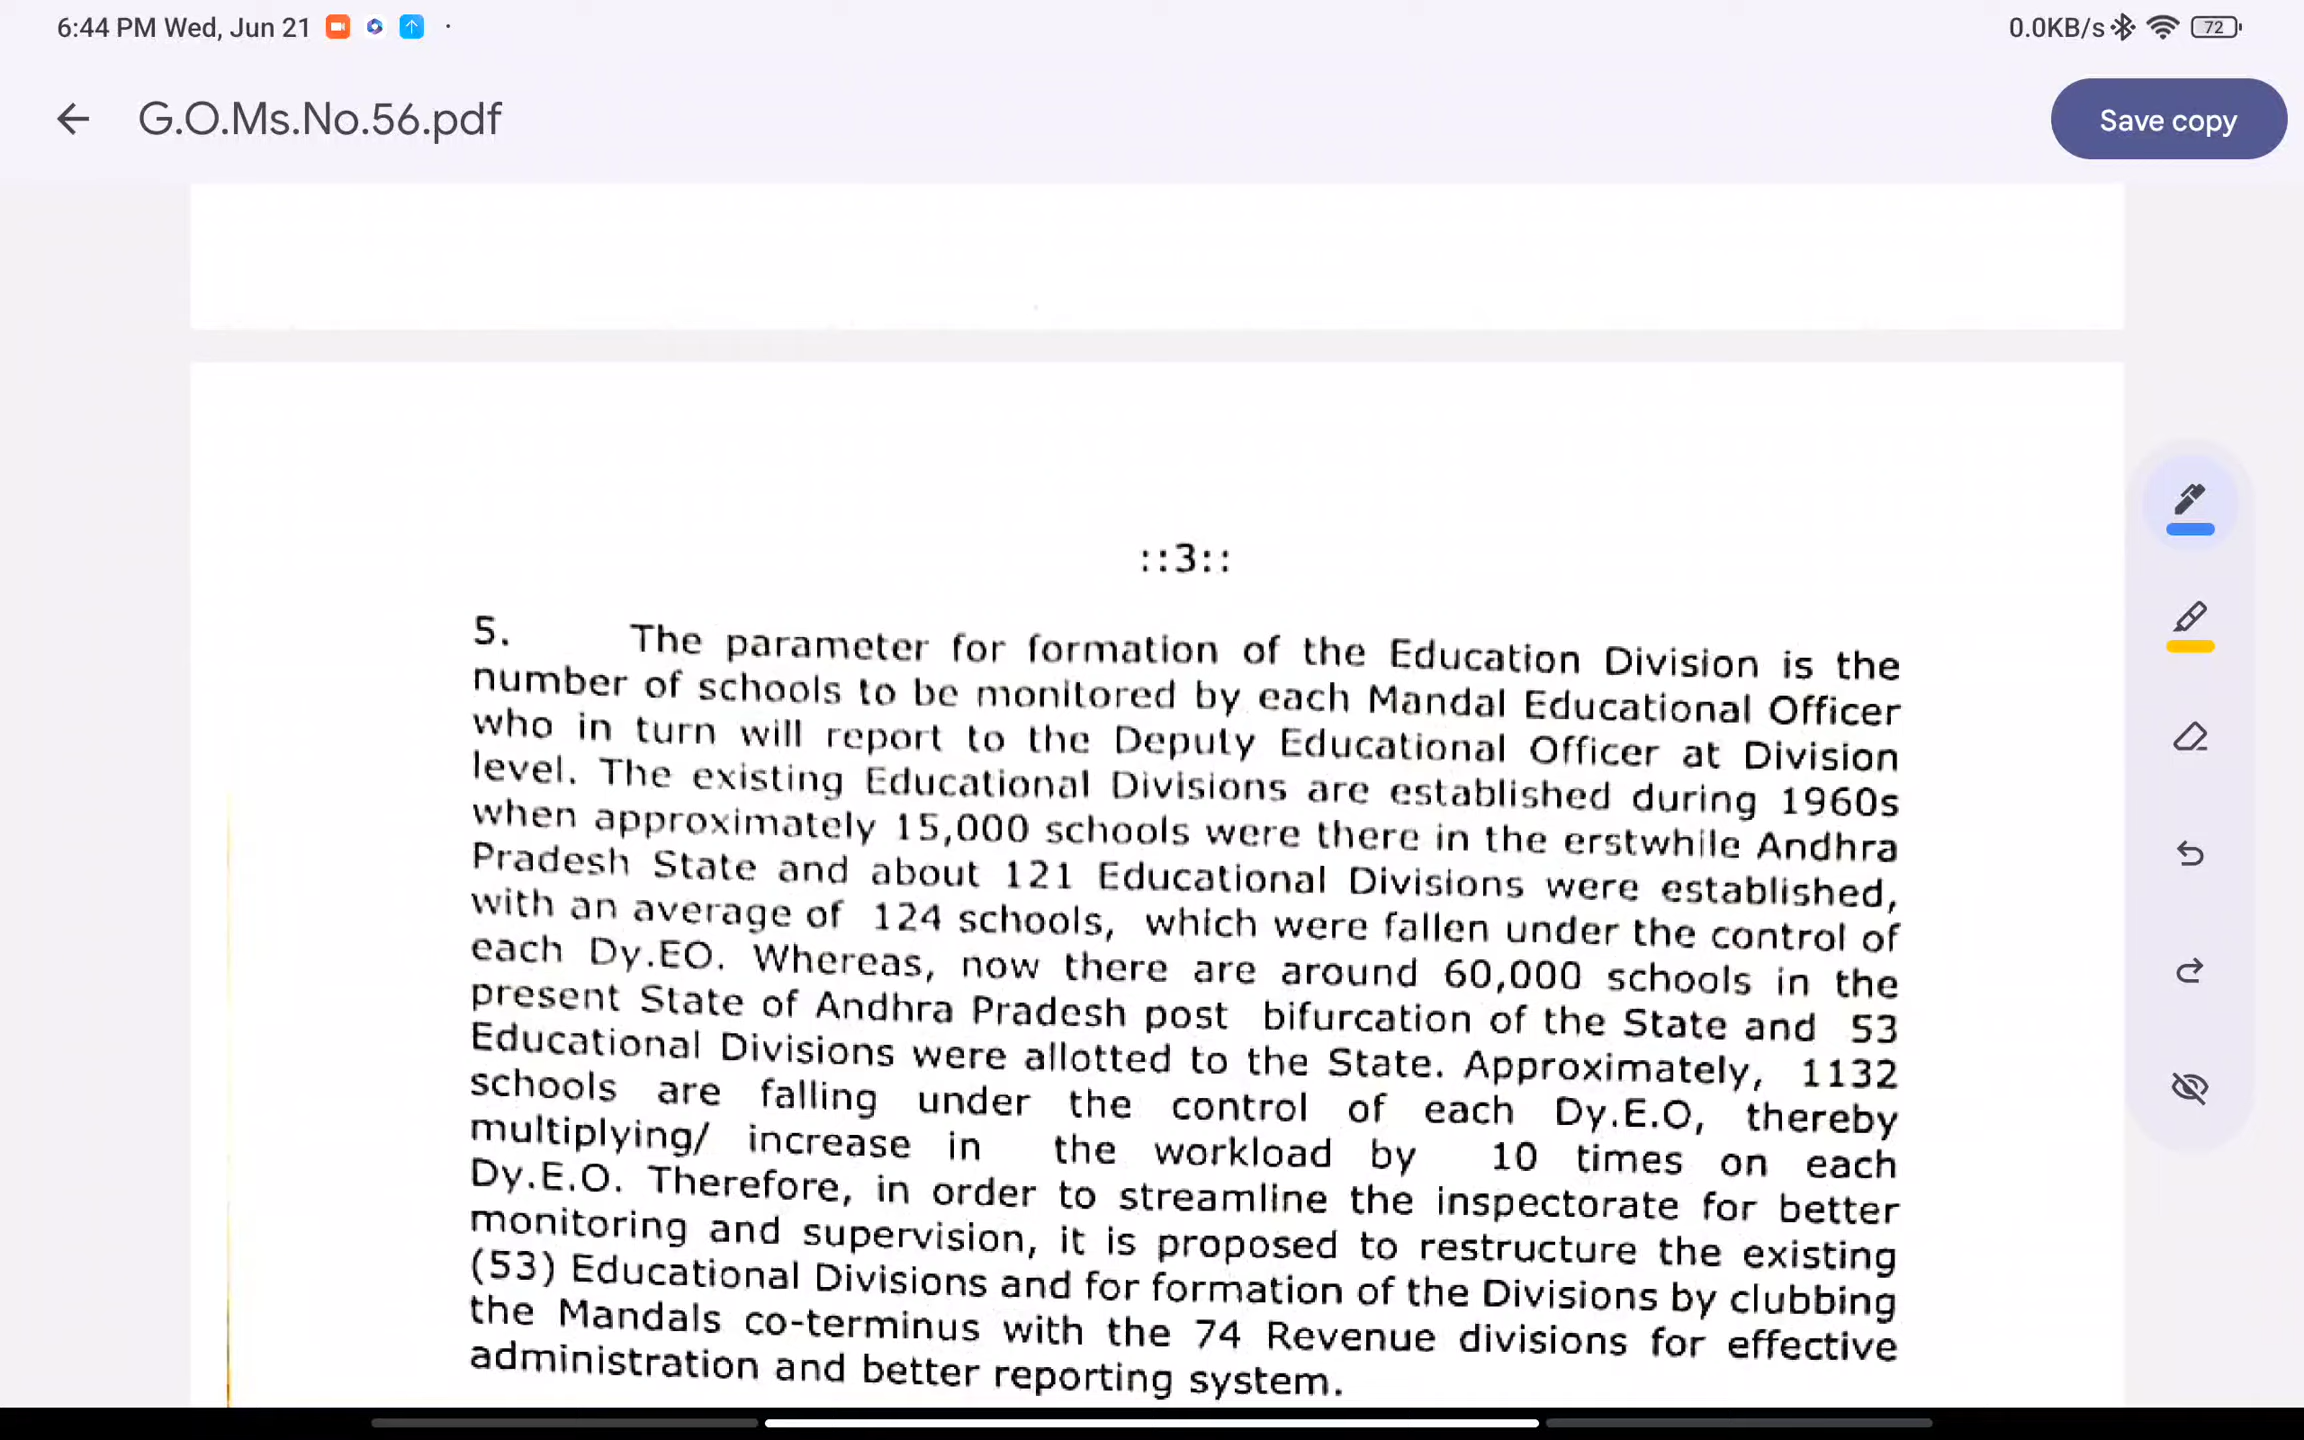 6:44 PM Wed, Jun 21
0.0KB/s
72
G.O.Ms.No.56.pdf
Save copy
::3::
5. The parameter for formation of the Education Division is the
number of schools to be monitored by each Mandal Educational Officer
who in turn will report to the Deputy Educational Officer at Division
level. The existing Educational Divisions are established during 1960s
when approximately 15,000 schools were there in the erstwhile Andhra
Pradesh State and about 121 Educational Divisions were established,
with an average of 124 schools, which were fallen under the control of
each Dy.EO. Whereas, now there are around 60,000 schools in the
present State of Andhra Pradesh post bifurcation of the State and 53
Educational Divisions were allotted to the State. Approximately, 1132
schools are falling under the control of each Dy.E.O, thereby
multiplying/ increase in the workload by 10 times on each
Dy.E.O. Therefore, in order to streamline the inspectorate for better
monitoring and supervision, it is proposed to restructure the existing
(53) Educational Divisions and for formation of the Divisions by clubbing
the Mandals co-terminus with the 74 Revenue divisions for effective
administration and better reporting system.